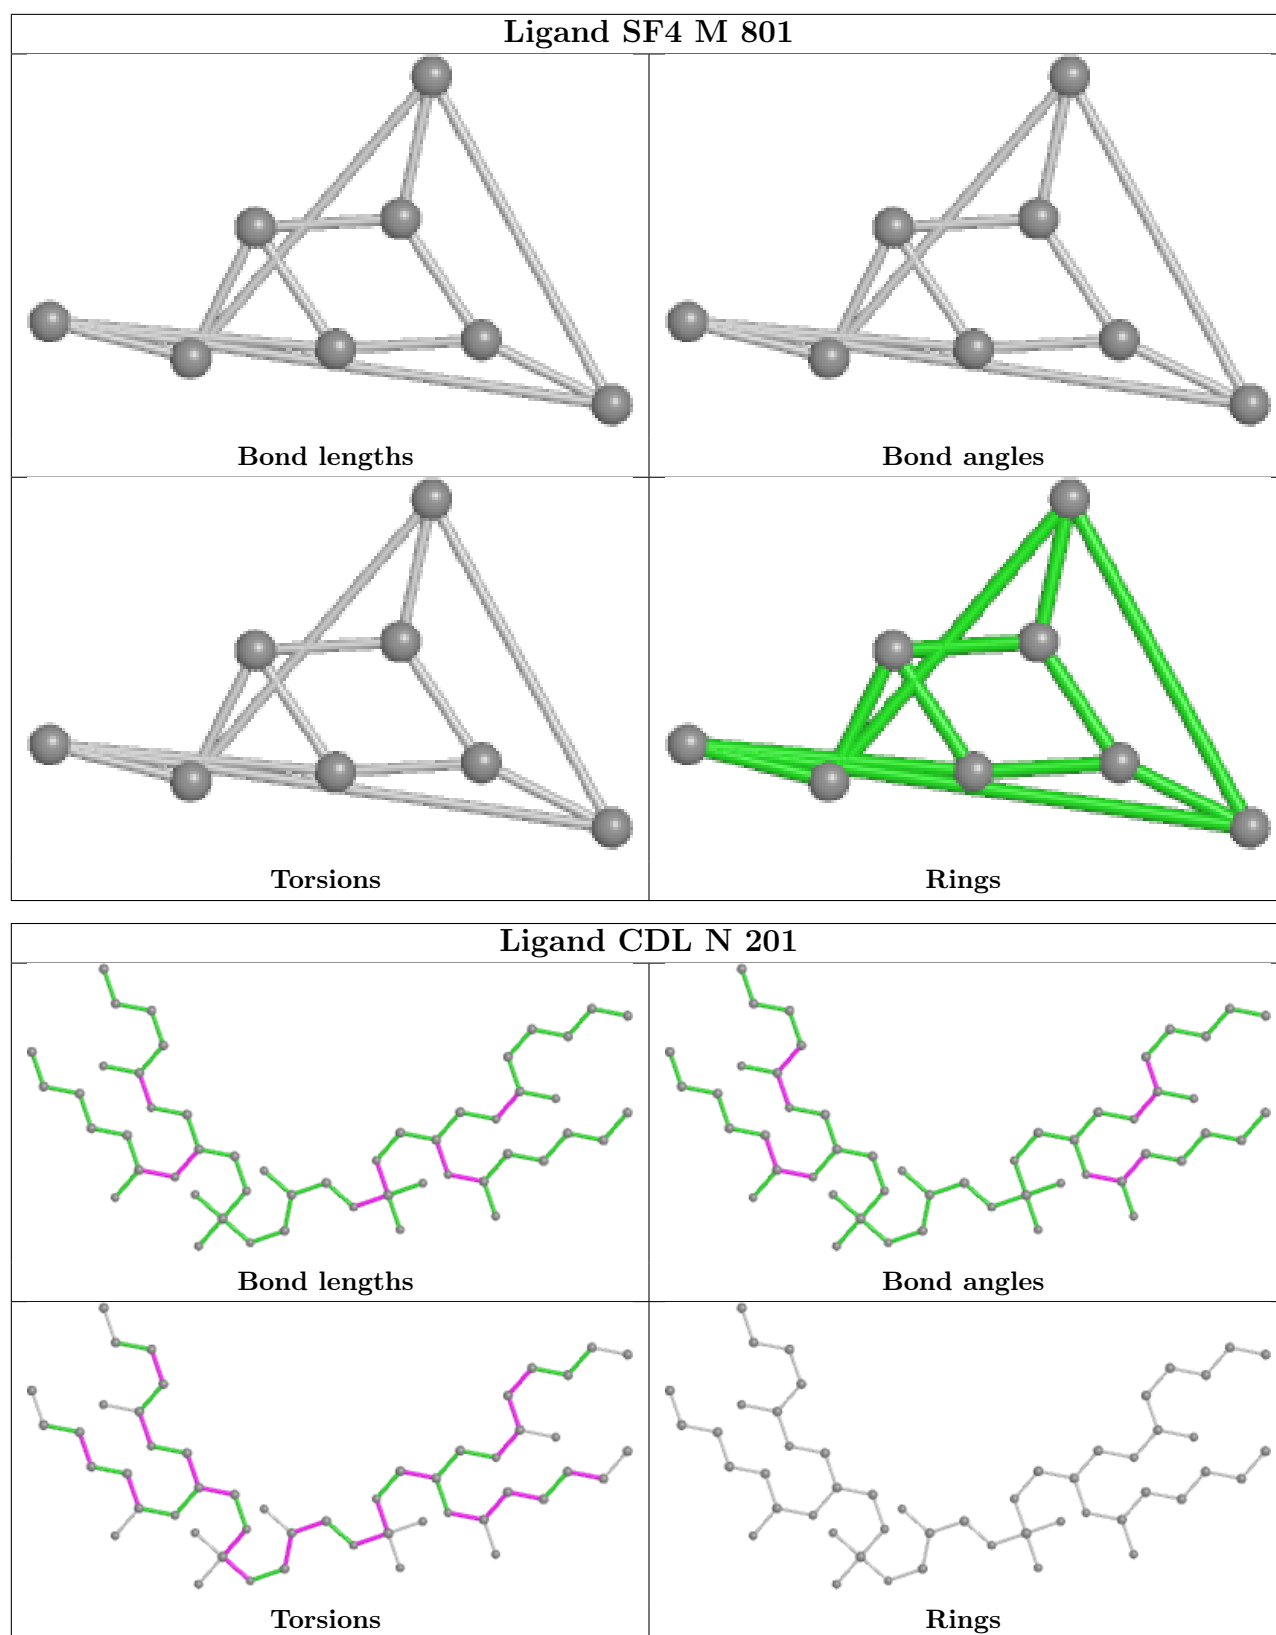 Ligand SF4 M 801
Bond lengths
Bond angles
Torsions
Rings
Ligand CDL N 201
Bond lengths
Bond angles
Torsions
Rings